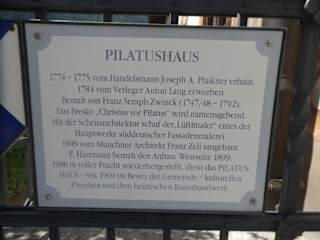 PILATUSHAUS
1774 – 1775 vom Handelsmann Joseph A. Plaikner erbaut,
1784 vom Verleger Anton Lang erworben.
Bemalt von Franz Seraph Zwinck (1747/48 – 1792).
Das Fresko „Christus vor Pilatus“ wird namensgebend.
Mit der Scheinarchitektur schuf der „Lüftlmaler“ eines der
Hauptwerke süddeutscher Fassadenmalerei.
1909 vom Münchner Architekt Franz Zell umgebaut.
F. Hartmann bemalt den Anbau: Westseite 1899.
1986 in voller Pracht wiederhergestellt, dient das PILATUS-
HAUS – seit 1969 im Besitz der Gemeinde – kulturellen
Zwecken und dem heimischen Kunsthandwerk.